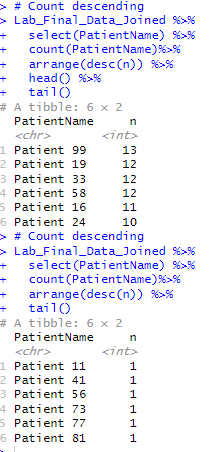 > # Count descending
> Lab_Final_Data_Joined %>%
+   select(PatientName) %>%
+   count(PatientName)%>%
+   arrange(desc(n)) %>%
+   head() %>%
+   tail()
# A tibble: 6 × 2
  PatientName     n
  <chr>       <int>
1 Patient 99     13
2 Patient 19     12
3 Patient 33     12
4 Patient 58     12
5 Patient 16     11
6 Patient 24     10
> # Count descending
> Lab_Final_Data_Joined %>%
+   select(PatientName) %>%
+   count(PatientName)%>%
+   arrange(desc(n)) %>%
+   tail()
# A tibble: 6 × 2
  PatientName     n
  <chr>       <int>
1 Patient 11      1
2 Patient 41      1
3 Patient 56      1
4 Patient 73      1
5 Patient 77      1
6 Patient 81      1
>